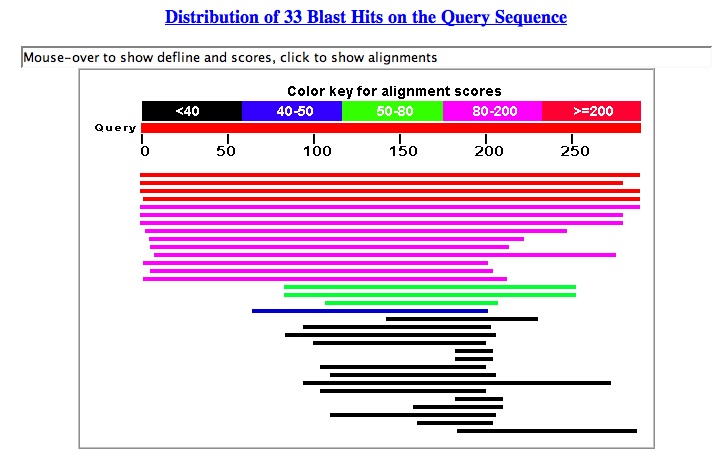 Distribution of 33 Blast Hits on the Query Sequence
Mouse-over to show defline and scores, click to show alignments
Color key for alignment scores
<40 40-50 50-80 80-200 >=200
Query
0 50 100 150 200 250